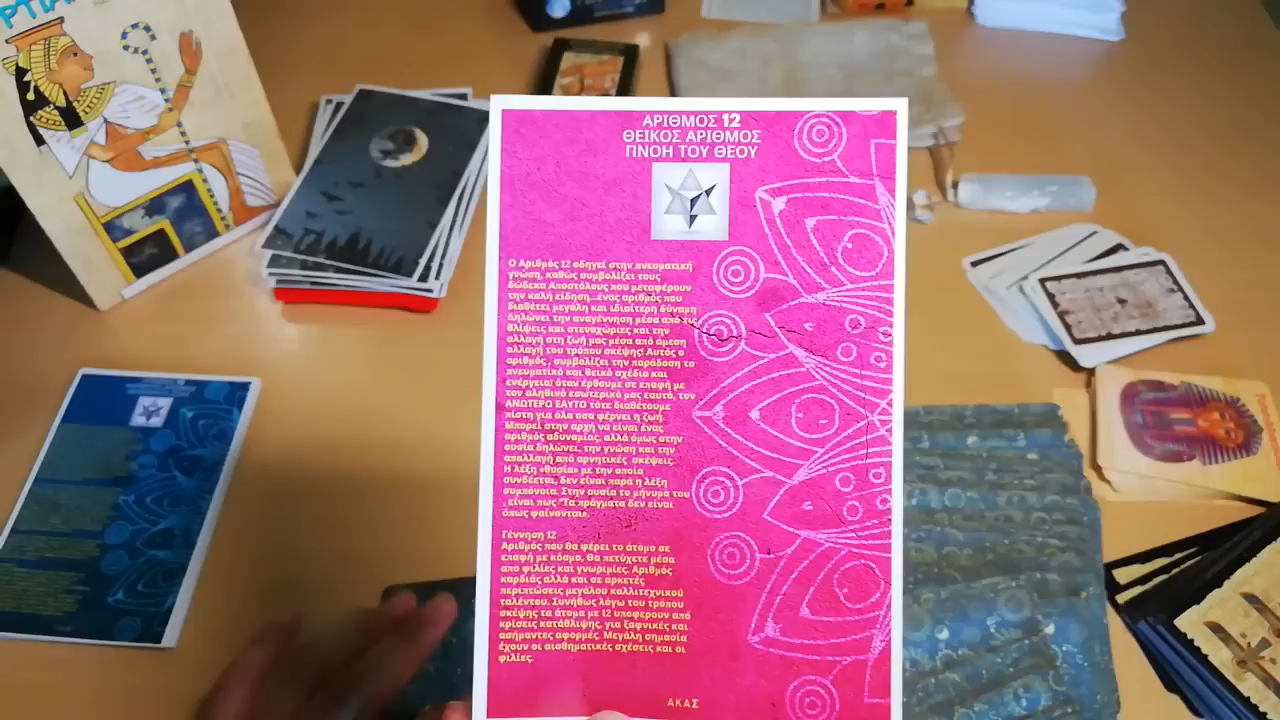 ΑΡΙΘΜΟΣ 12
ΘΕΙΚΟΣ ΑΡΙΘΜΟΣ
ΠΝΟΗ ΤΟΥ ΘΕΟΥ
Ο Αριθμός 12 οδηγεί στην πνευματική
γνώση, καθώς συμβολίζει τους
δώδεκα Αποστόλους που μεταφέρουν
την καλή είδηση...ένας αριθμός που
διαθέτει μεγάλη και ιδιαίτερη δύναμη
Δηλώνει την αναγέννηση μέσα από τις
θλίψεις και στεναχώριες και την
αλλαγή στη ζωή μας μέσα από άμεση
αλλαγή του τρόπου σκέψης! Αυτός ο
αριθμός , συμβολίζει την παράδοση το
πνευματικό και θεικό σχέδιο και
ενέργεια! όταν έρθουμε σε επαφή με
τον αληθινό εσωτερικό μας εαυτό, τον
ΑΝΩΤΕΡΟ ΕΑΥΤΟ τότε διαθέτουμε
πίστη για όλα οσα φέρνει η ζωή.
Μπορεί στην αρχή να είναι ένας
αριθμός αδυναμίας, αλλά όμως στην
ουσία δηλώνει, την γνώση και την
απαλλαγή από αρνητικές σκέψεις.
Η λέξη «θυσία» με την οποία
συνδέεται, δεν είναι παρά η λέξη
συμπόνοια. Στην ουσία το μήνυμα του
, είναι πως "Τα πράγματα δεν είναι
όπως φαίνονται».
Γέννηση 12
Αριθμός που θα φέρει το άτομο σε
επαφή με κόσμο. Θα πετύχετε μέσα
απο φιλίες και γνωριμίες. Αριθμός
καρδιάς αλλά και σε αρκετές
περιπτώσεις μεγάλου καλλιτεχνικού
ταλέντου. Συνήθως λόγω του τρόπου
σκέψης τα άτομα με 12 υποφερουν από
κρίσεις κατάθλιψης, για ξαφνικές και
ασήμαντες αφορμές. Μεγάλη σημασία
έχουν οι αισθηματικές σχέσεις και οι
φιλίες.
ΑΚΑΣ